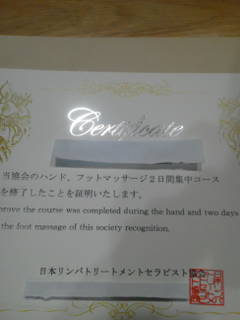 Certificate
当協会のハンド、フットマッサージ２日間集中コース
を修了したことを証明いたします。
prove the course was completed during the hand and two days
the foot massage of this society recognition.
日本リンパトリートメントセラピスト